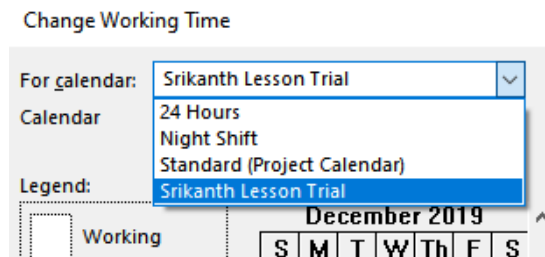 Change Working Time
For calendar: Srikanth Lesson Trial
Calendar
24 Hours
Night Shift
Standard (Project Calendar)
Srikanth Lesson Trial
Legend:
December 2019
Working
S M T W Th F S